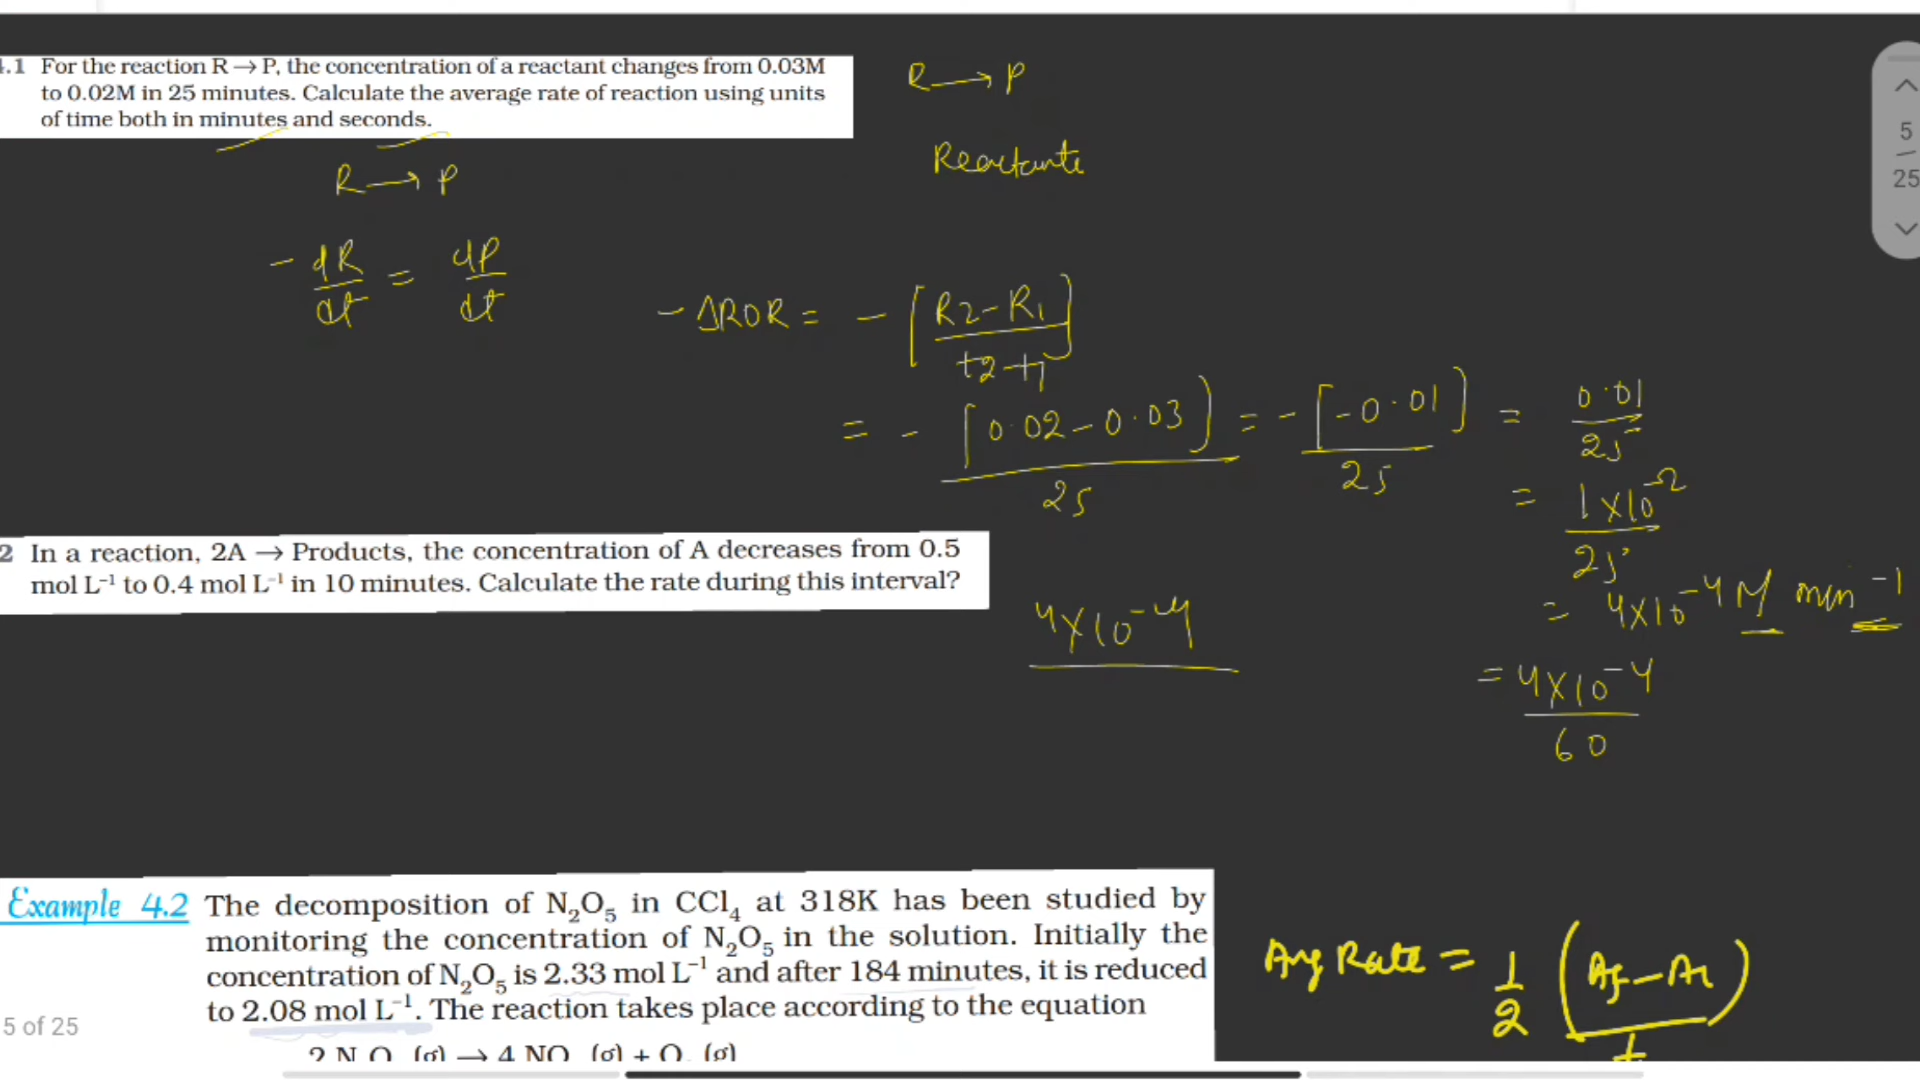 .1 For the reaction R → P, the concentration of a reactant changes from 0.03M
to 0.02M in 25 minutes. Calculate the average rate of reaction using units
of time both in minutes and seconds.
R → P
Reactants
R → P
- dR/dt = dP/dt
- ΔROR = - [R2 - R1 / t2 - t1]
= - [0.02 - 0.03] / 25 = - [-0.01] / 25 = 0.01 / 25
= 1 × 10⁻² / 25
= 4 × 10⁻⁴ M min⁻¹
= 4 × 10⁻⁴ / 60
2 In a reaction, 2A → Products, the concentration of A decreases from 0.5
mol L⁻¹ to 0.4 mol L⁻¹ in 10 minutes. Calculate the rate during this interval?
4 × 10⁻⁴
Example 4.2 The decomposition of N₂O₅ in CCl₄ at 318K has been studied by
monitoring the concentration of N₂O₅ in the solution. Initially the
concentration of N₂O₅ is 2.33 mol L⁻¹ and after 184 minutes, it is reduced
to 2.08 mol L⁻¹. The reaction takes place according to the equation
2 N O (g) → 4 NO (g) + O (g)
Avg Rate = 1/2 (Af - Ai / t)
5 of 25
5
25